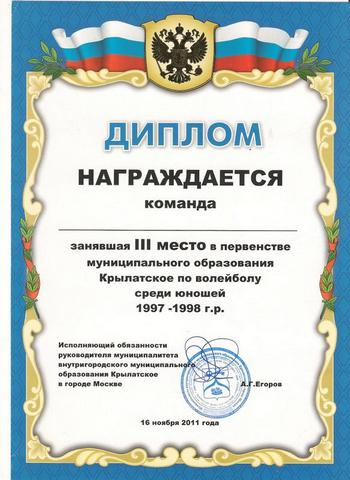 ДИПЛОМ
НАГРАЖДАЕТСЯ
команда
занявшая III место в первенстве
муниципального образования
Крылатское по волейболу
среди юношей
1997 -1998 г.р.
Исполняющий обязанности
руководителя муниципалитета
внутригородского муниципального
образования Крылатское
в городе Москве
А.Г.Егоров
16 ноября 2011 года